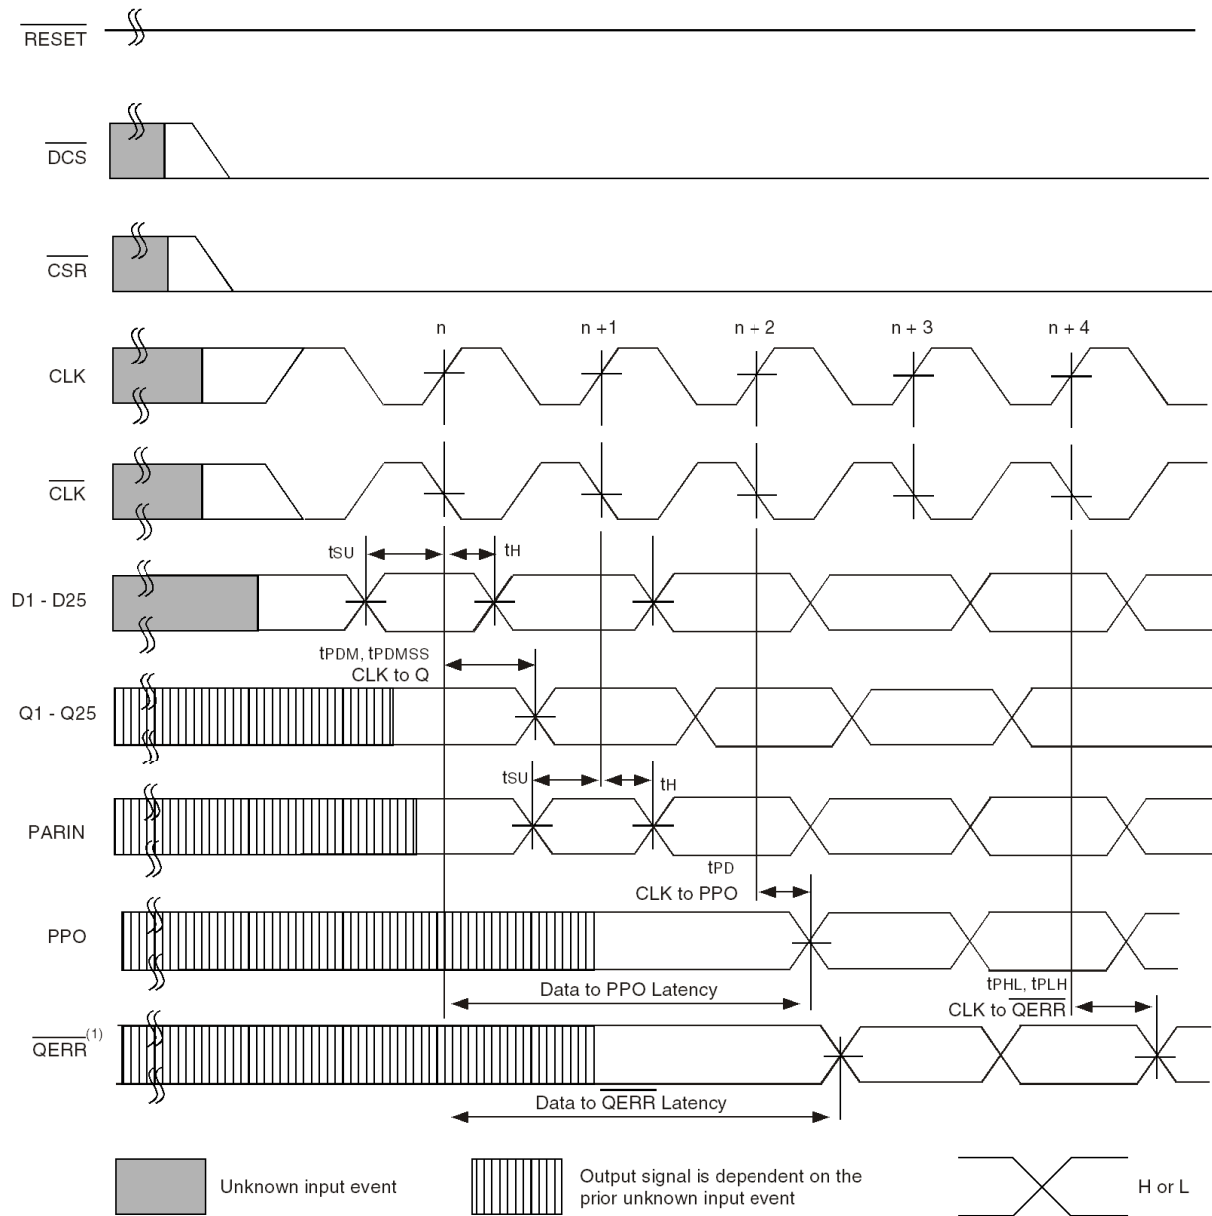 RESET
DCS
CSR
n n +1 n + 2 n + 3 n + 4
CLK
CLK
tSU tH
D1 - D25
tPDM, tPDMSS
CLK to Q
Q1 - Q25
tSU tH
PARIN
tPD
CLK to PPO
PPO
tPHL, tPLH
Data to PPO Latency
CLK to QERR
QERR(1)
Data to QERR Latency
Unknown input event
Output signal is dependent on the
prior unknown input event
H or L